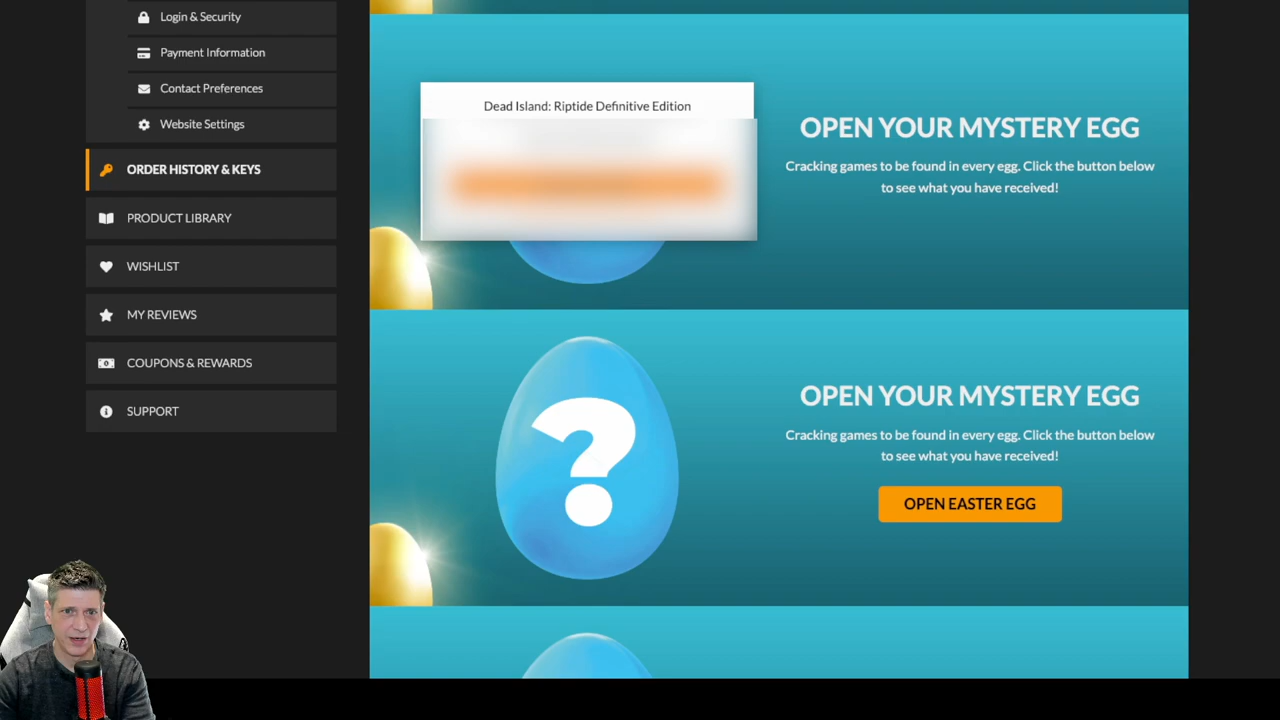 Login & Security
Payment Information
Contact Preferences
Website Settings
ORDER HISTORY & KEYS
PRODUCT LIBRARY
WISHLIST
MY REVIEWS
COUPONS & REWARDS
SUPPORT
Dead Island: Riptide Definitive Edition
OPEN YOUR MYSTERY EGG
Cracking games to be found in every egg. Click the button below
to see what you have received!
?
OPEN YOUR MYSTERY EGG
Cracking games to be found in every egg. Click the button below
to see what you have received!
OPEN EASTER EGG